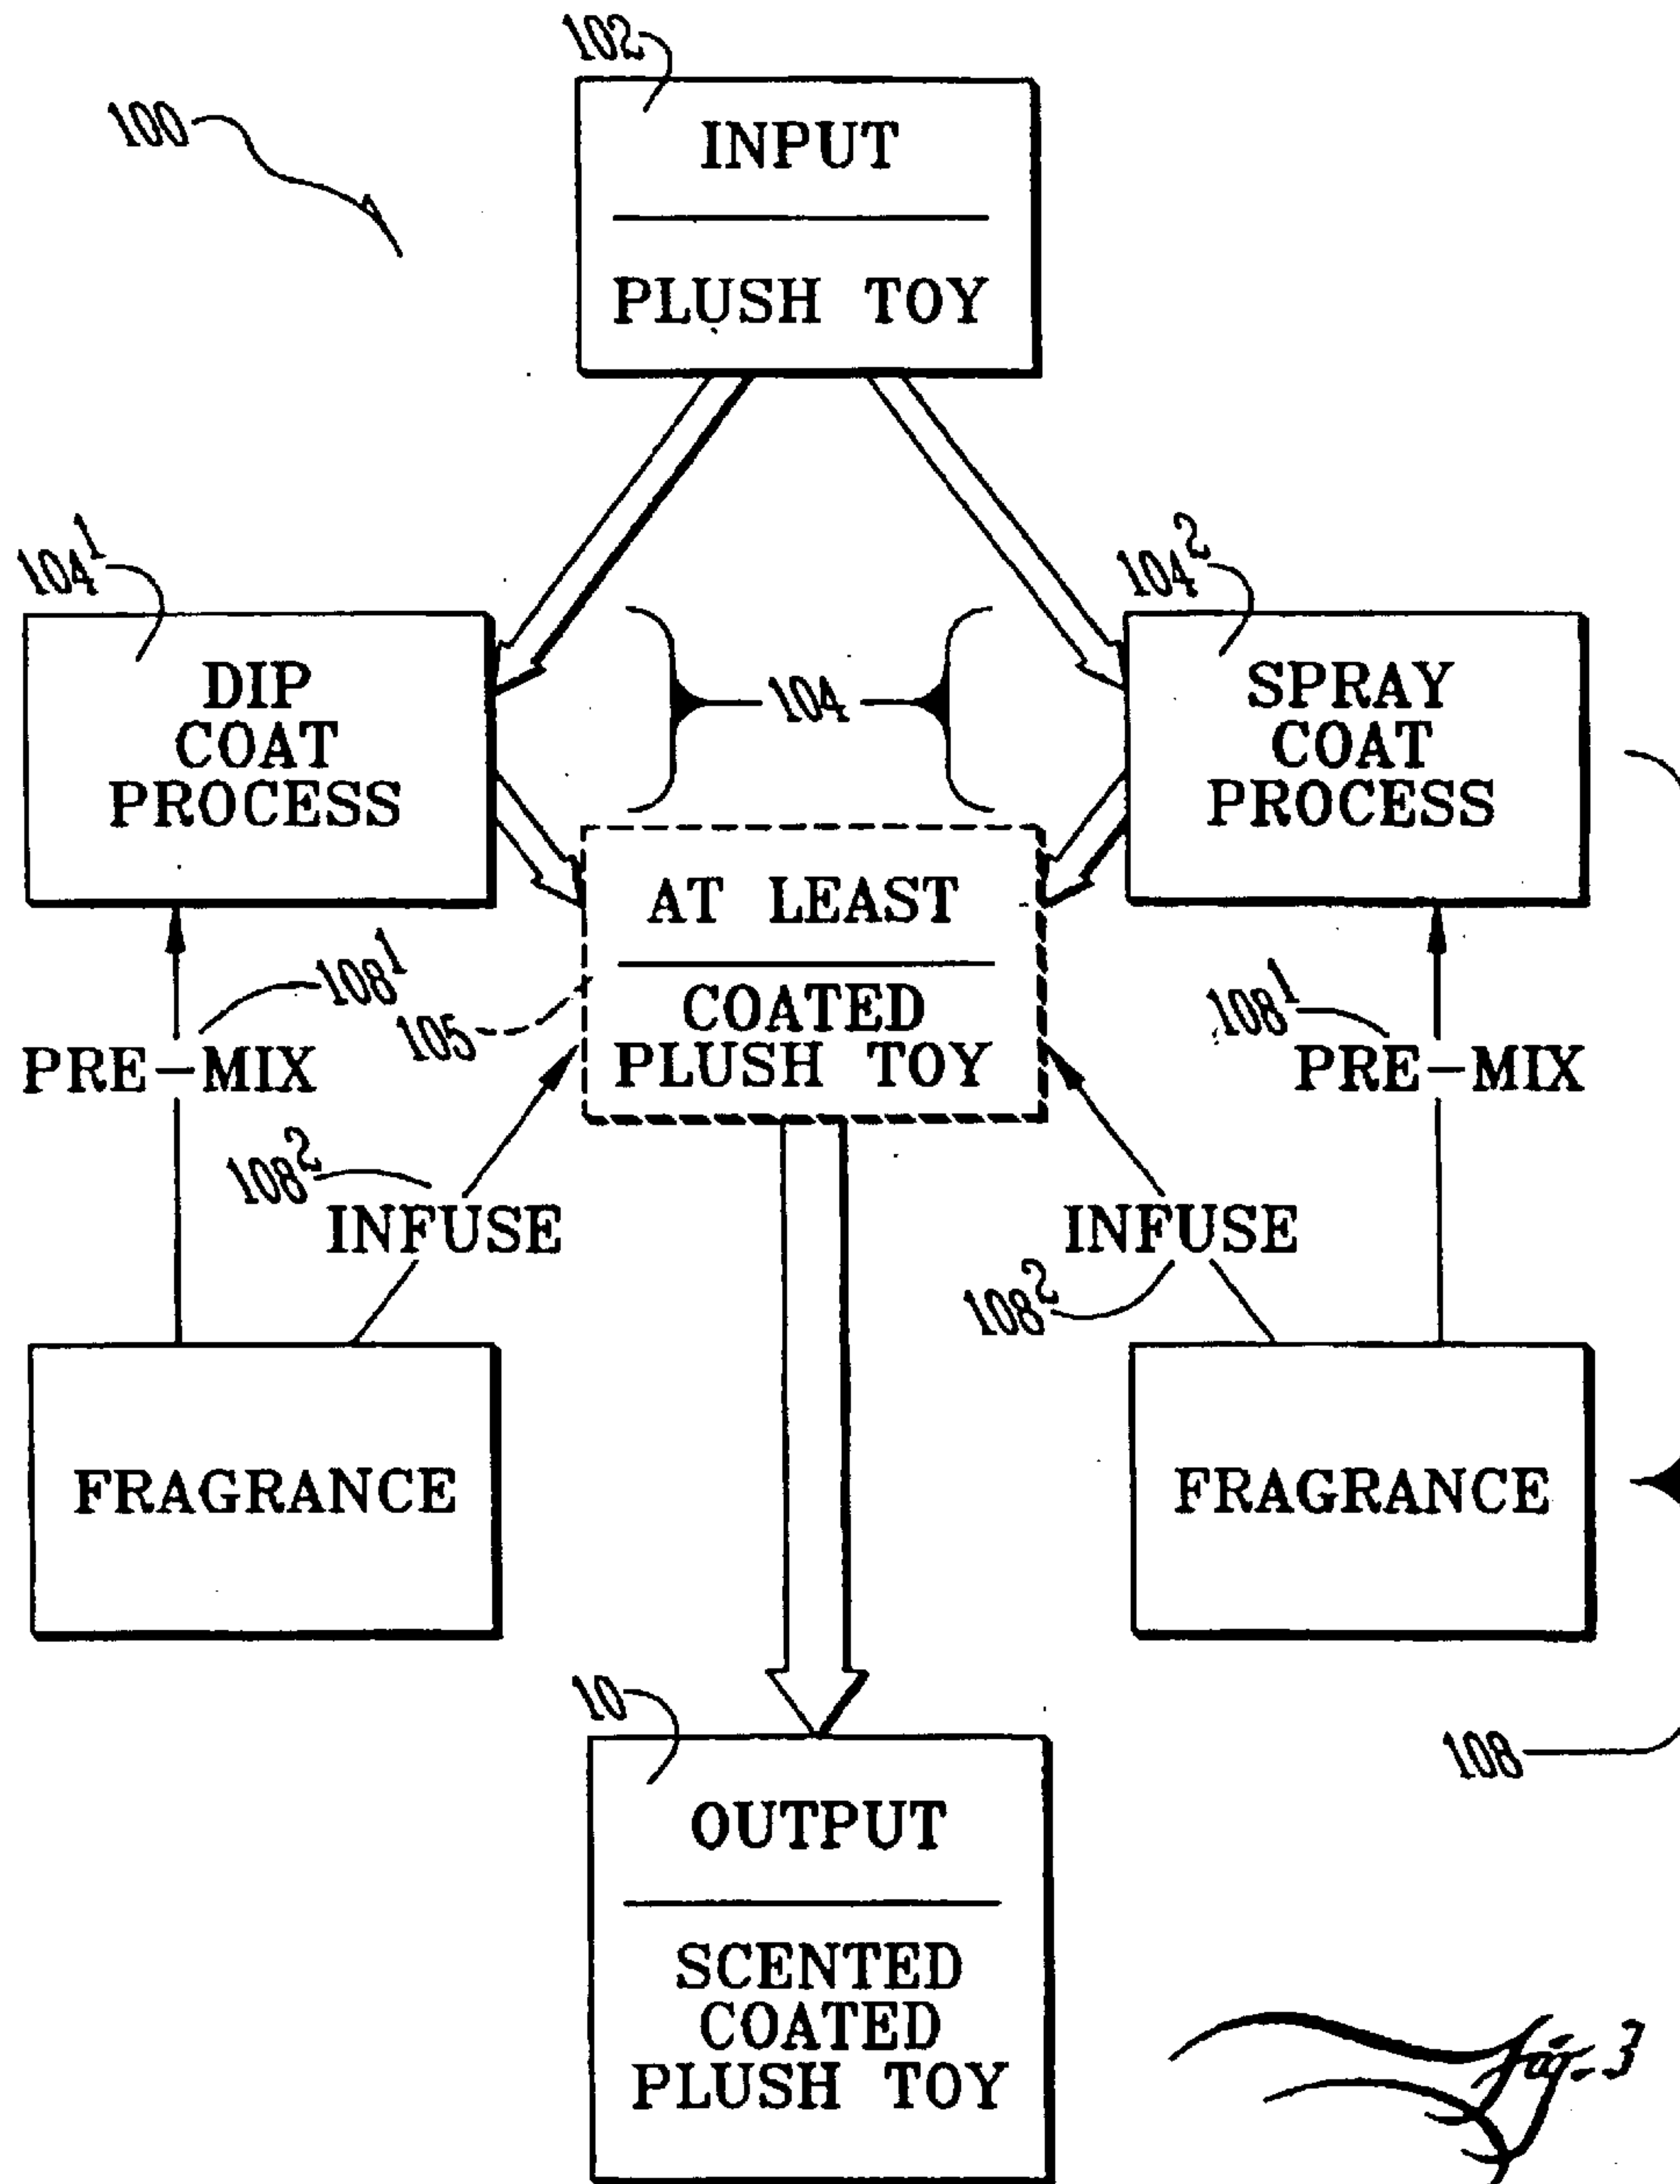 102
100
INPUT
PLUSH TOY
104¹
104²
DIP
COAT
PROCESS
104
SPRAY
COAT
PROCESS
AT LEAST
COATED
PLUSH TOY
105
108¹
PRE-MIX
108¹
PRE-MIX
108²
INFUSE
INFUSE
108²
FRAGRANCE
FRAGRANCE
10
108
OUTPUT
SCENTED
COATED
PLUSH TOY
fig. 3